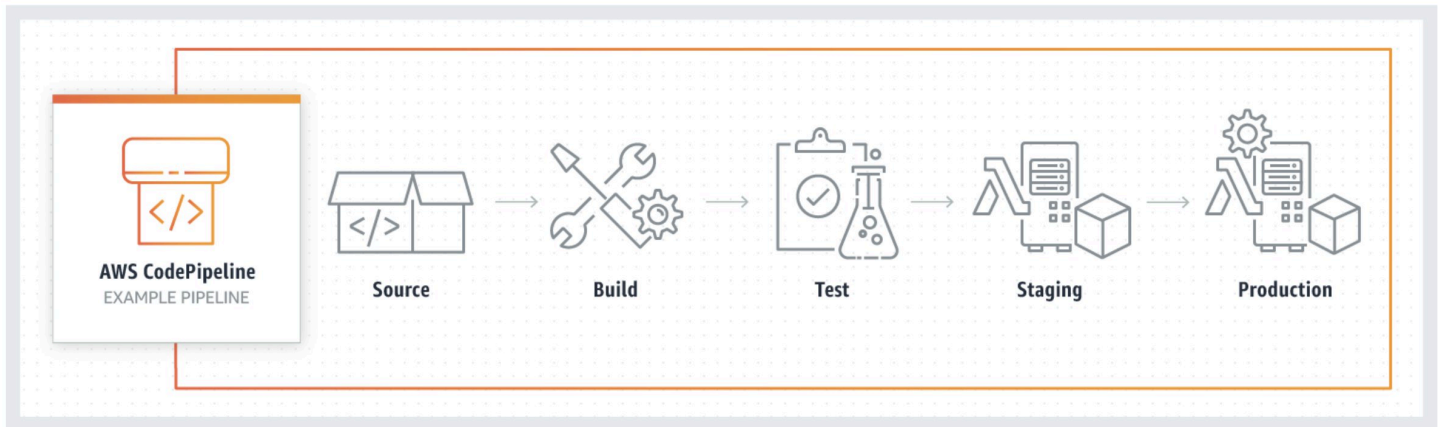 </>
AWS CodePipeline
EXAMPLE PIPELINE
</>
Source
Build
Test
Staging
Production